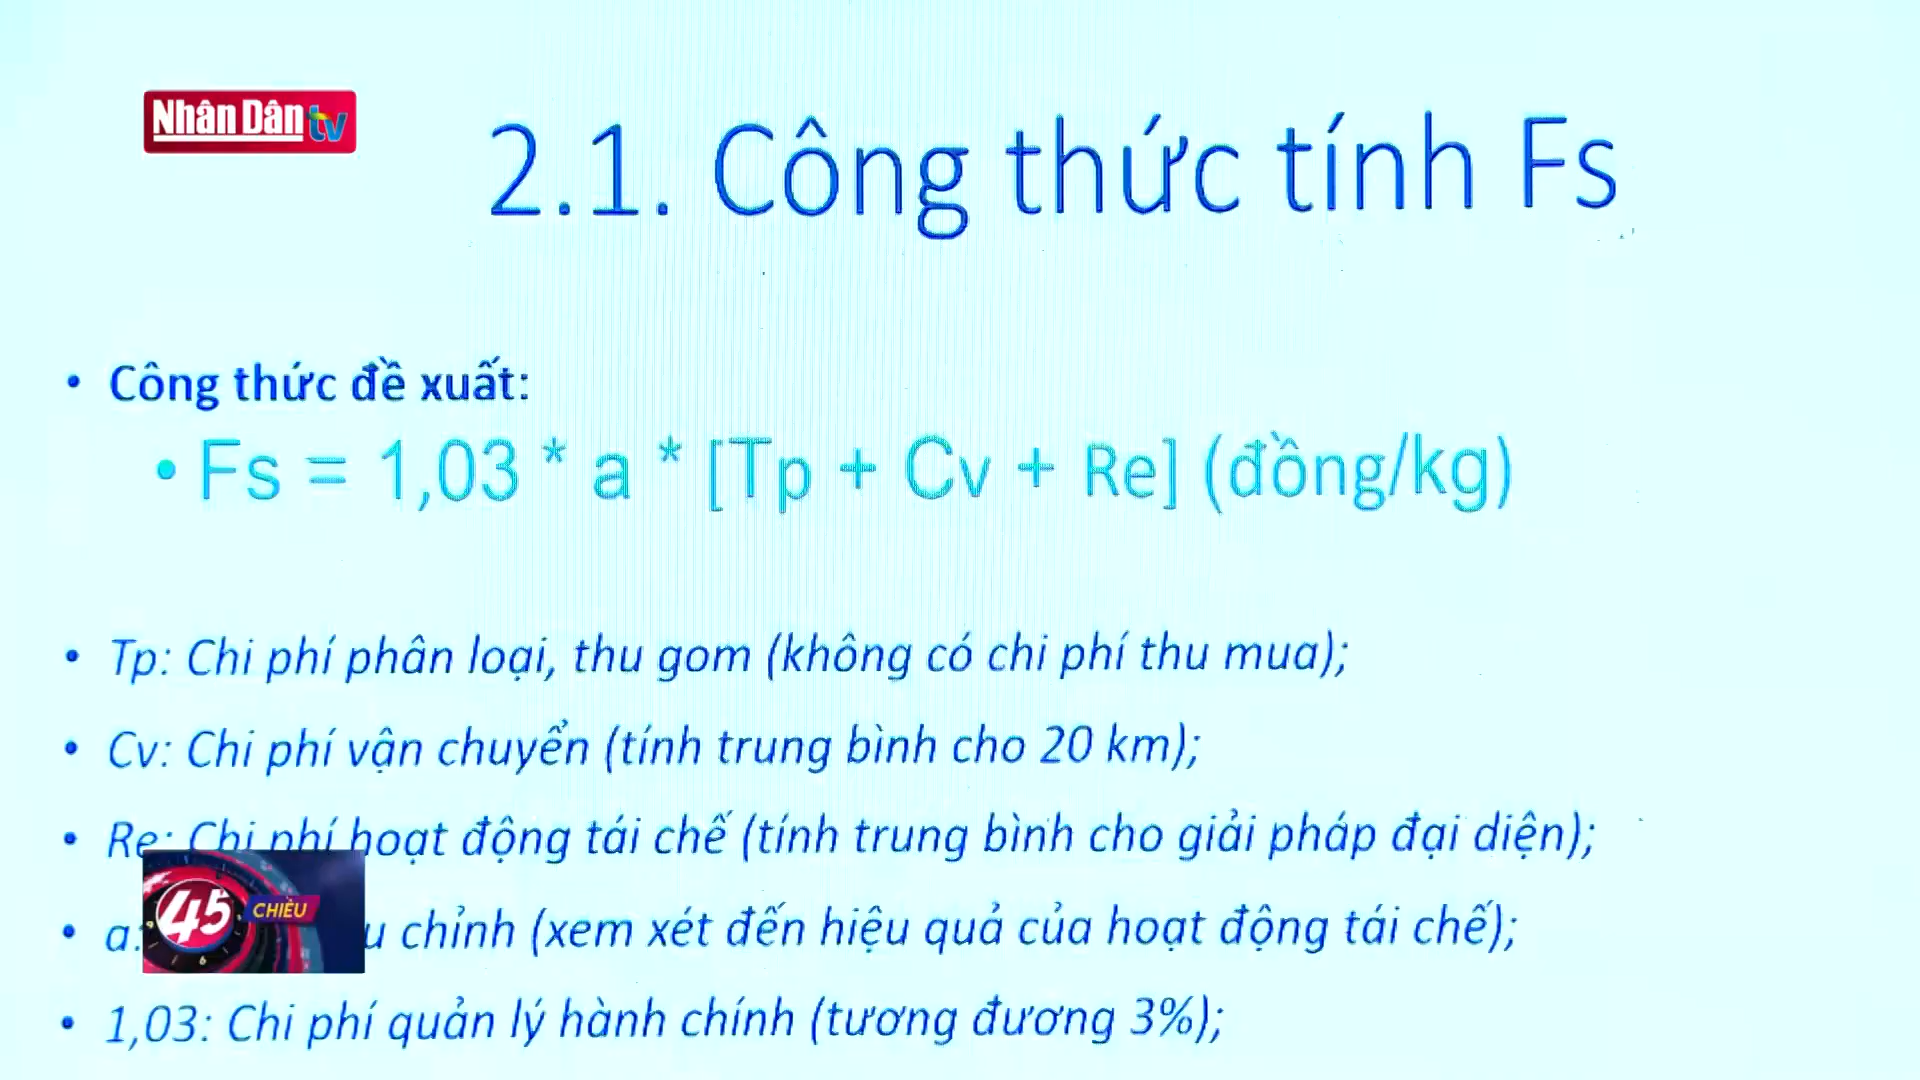 Nhân Dân tv
2.1. Công thức tính Fs
• Công thức đề xuất:
• Fs = 1,03 * a * [Tp + Cv + Re] (đồng/kg)
• Tp: Chi phí phân loại, thu gom (không có chi phí thu mua);
• Cv: Chi phí vận chuyển (tính trung bình cho 20 km);
• Re: Chi phí hoạt động tái chế (tính trung bình cho giải pháp đại diện);
• a: chỉnh (xem xét đến hiệu quả của hoạt động tái chế);
45 CHIỀU
• 1,03: Chi phí quản lý hành chính (tương đương 3%);